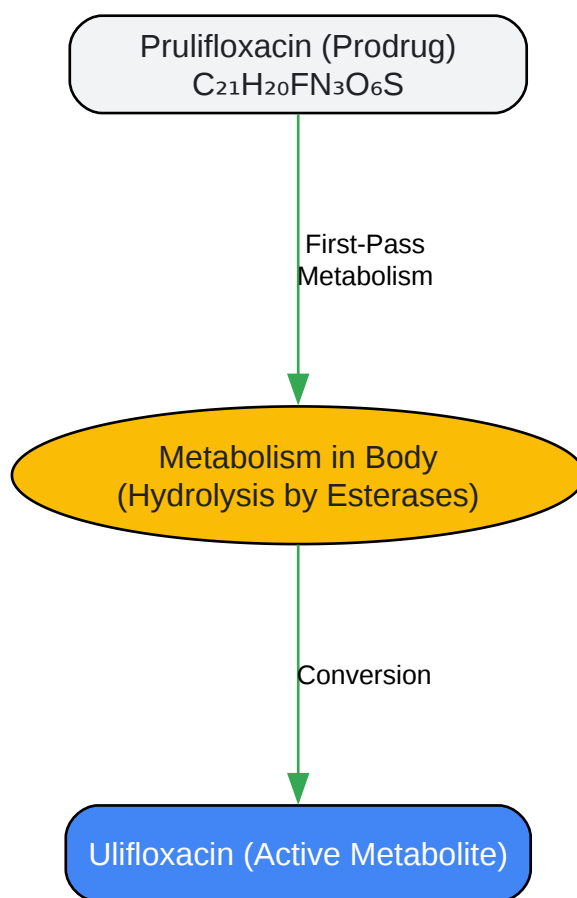 Prulifloxacin (Prodrug)
C₂₁H₂₀FN₃O₆S
First-Pass
Metabolism
Metabolism in Body
(Hydrolysis by Esterases)
Conversion
Ulifloxacin (Active Metabolite)